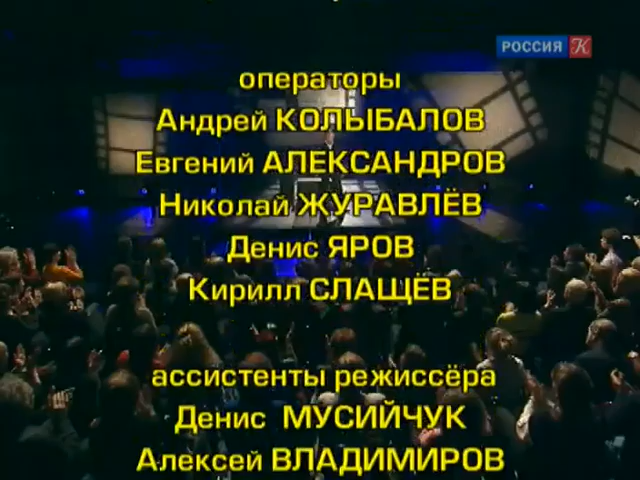 РОССИЯ К
операторы
Андрей КОЛЫБАЛОВ
Евгений АЛЕКСАНДРОВ
Николай ЖУРАВЛЁВ
Денис ЯРОВ
Кирилл СЛАЩЁВ
ассистенты режиссёра
Денис МУСИЙЧУК
Алексей ВЛАДИМИРОВ